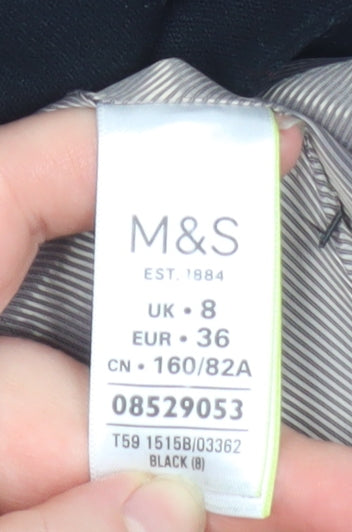 M&S
EST. 1884
UK • 8
EUR • 36
CN • 160/82A
08529053
T59 1515B/03362
BLACK (8)